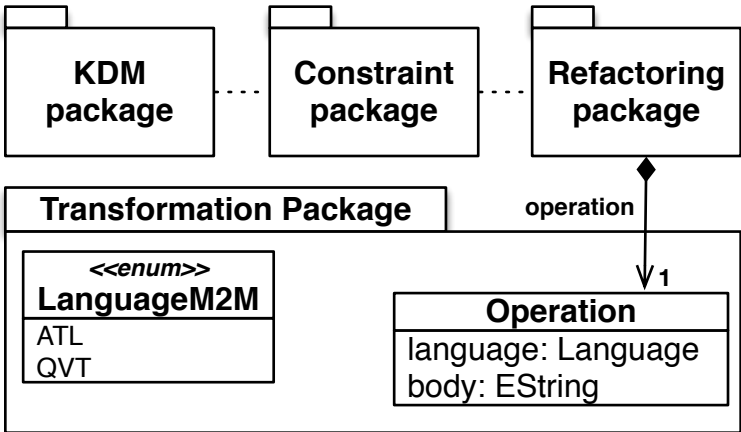 KDM
package
Constraint
package
Refactoring
package
Transformation Package
operation
<<enum>>
LanguageM2M
ATL
QVT
1
Operation
language: Language
body: EString